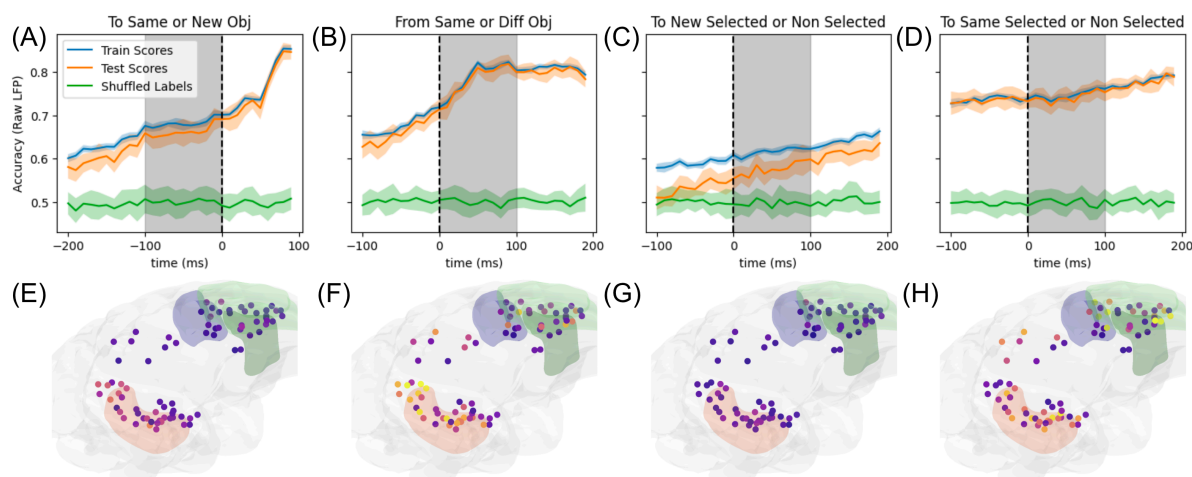 (A)
To Same or New Obj
(B)
From Same or Diff Obj
(C)
To New Selected or Non Selected
(D)
To Same Selected or Non Selected
Train Scores
Test Scores
Shuffled Labels
Accuracy (Raw LFP)
0.8
0.7
0.6
0.5
−200
−100
0
100
−100
0
100
200
−100
0
100
200
−100
0
100
200
time (ms)
time (ms)
time (ms)
time (ms)
(E)
(F)
(G)
(H)